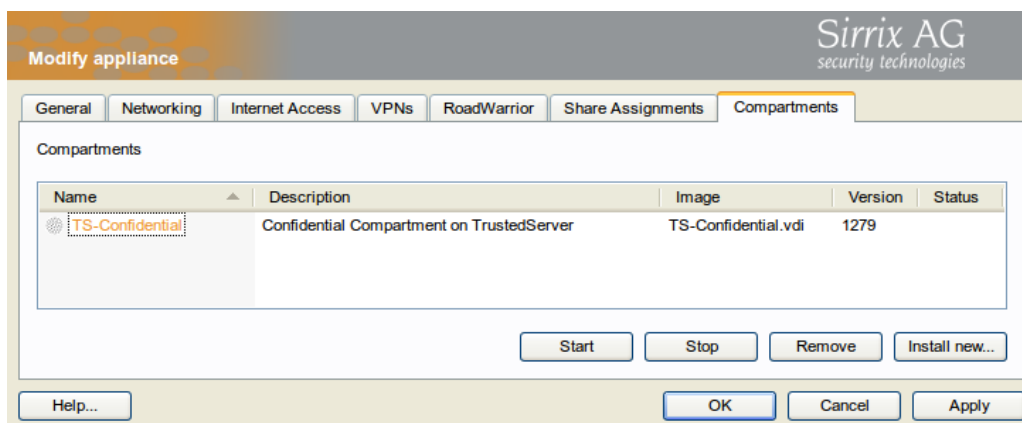 Sirrix AG
Modify appliance
security technologies
General Networking Internet Access VPNs RoadWarrior Share Assignments Compartments
Compartments
Name Description Image Version Status
TS-Confidential Confidential Compartment on TrustedServer TS-Confidential.vdi 1279
Start Stop Remove Install new...
Help... OK Cancel Apply